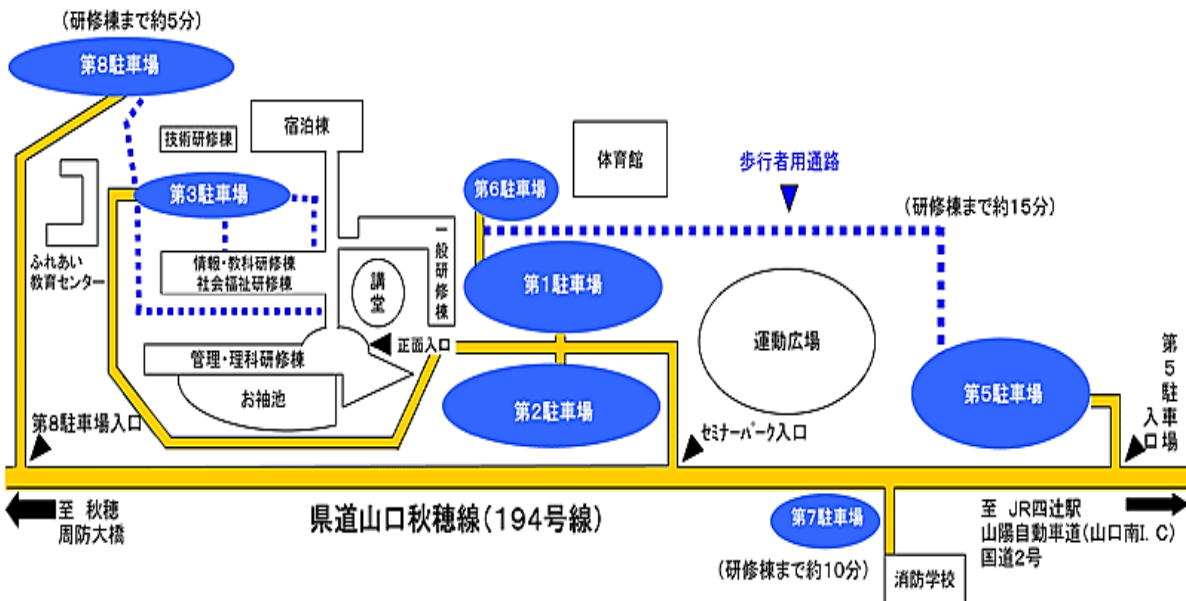 (研修棟まで約5分)
第8駐車場
技術研修棟
宿泊棟
体育館
歩行者用通路
第3駐車場
第6駐車場
(研修棟まで約15分)
ふれあい
教育センター
情報・教科研修棟
社会福祉研修棟
講堂
一般研修棟
第1駐車場
運動広場
正面入口
管理・理科研修棟
お袖池
第2駐車場
第5駐車場
第5駐車場
入口
第8駐車場入口
セミナーパーク入口
至 秋穂
周防大橋
県道山口秋穂線(194号線)
第7駐車場
(研修棟まで約10分)
消防学校
至 JR四辻駅
山陽自動車道(山口南I.C)
国道2号